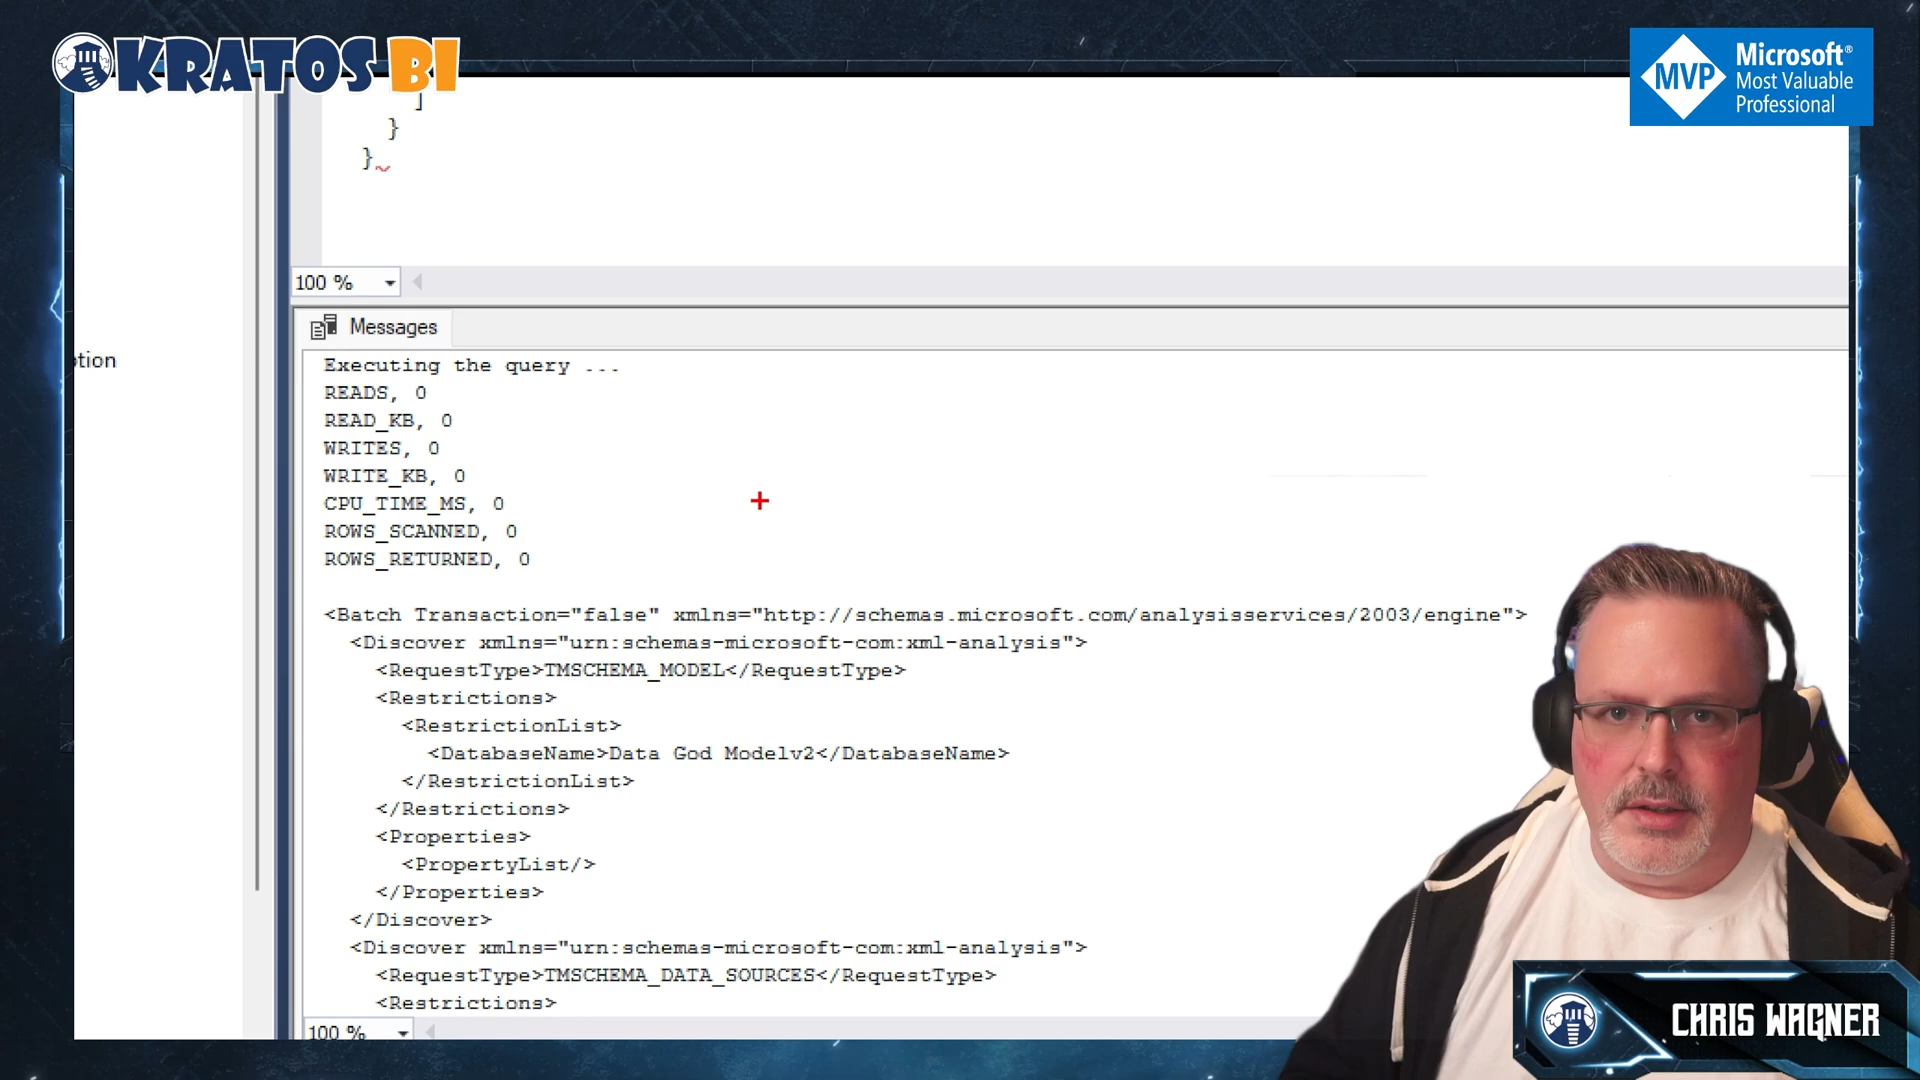 KRATOS BI
MVP
Microsoft®
Most Valuable
Professional
]
}
}
100 %
Messages
Executing the query ...
READS, 0
READ_KB, 0
WRITES, 0
WRITE_KB, 0
CPU_TIME_MS, 0
ROWS_SCANNED, 0
ROWS_RETURNED, 0
<Batch Transaction="false" xmlns="http://schemas.microsoft.com/analysisservices/2003/engine">
<Discover xmlns="urn:schemas-microsoft-com:xml-analysis">
<RequestType>TMSCHEMA_MODEL</RequestType>
<Restrictions>
<RestrictionList>
<DatabaseName>Data God Modelv2</DatabaseName>
</RestrictionList>
</Restrictions>
<Properties>
<PropertyList/>
</Properties>
</Discover>
<Discover xmlns="urn:schemas-microsoft-com:xml-analysis">
<RequestType>TMSCHEMA_DATA_SOURCES</RequestType>
<Restrictions>
100 %
CHRIS WAGNER